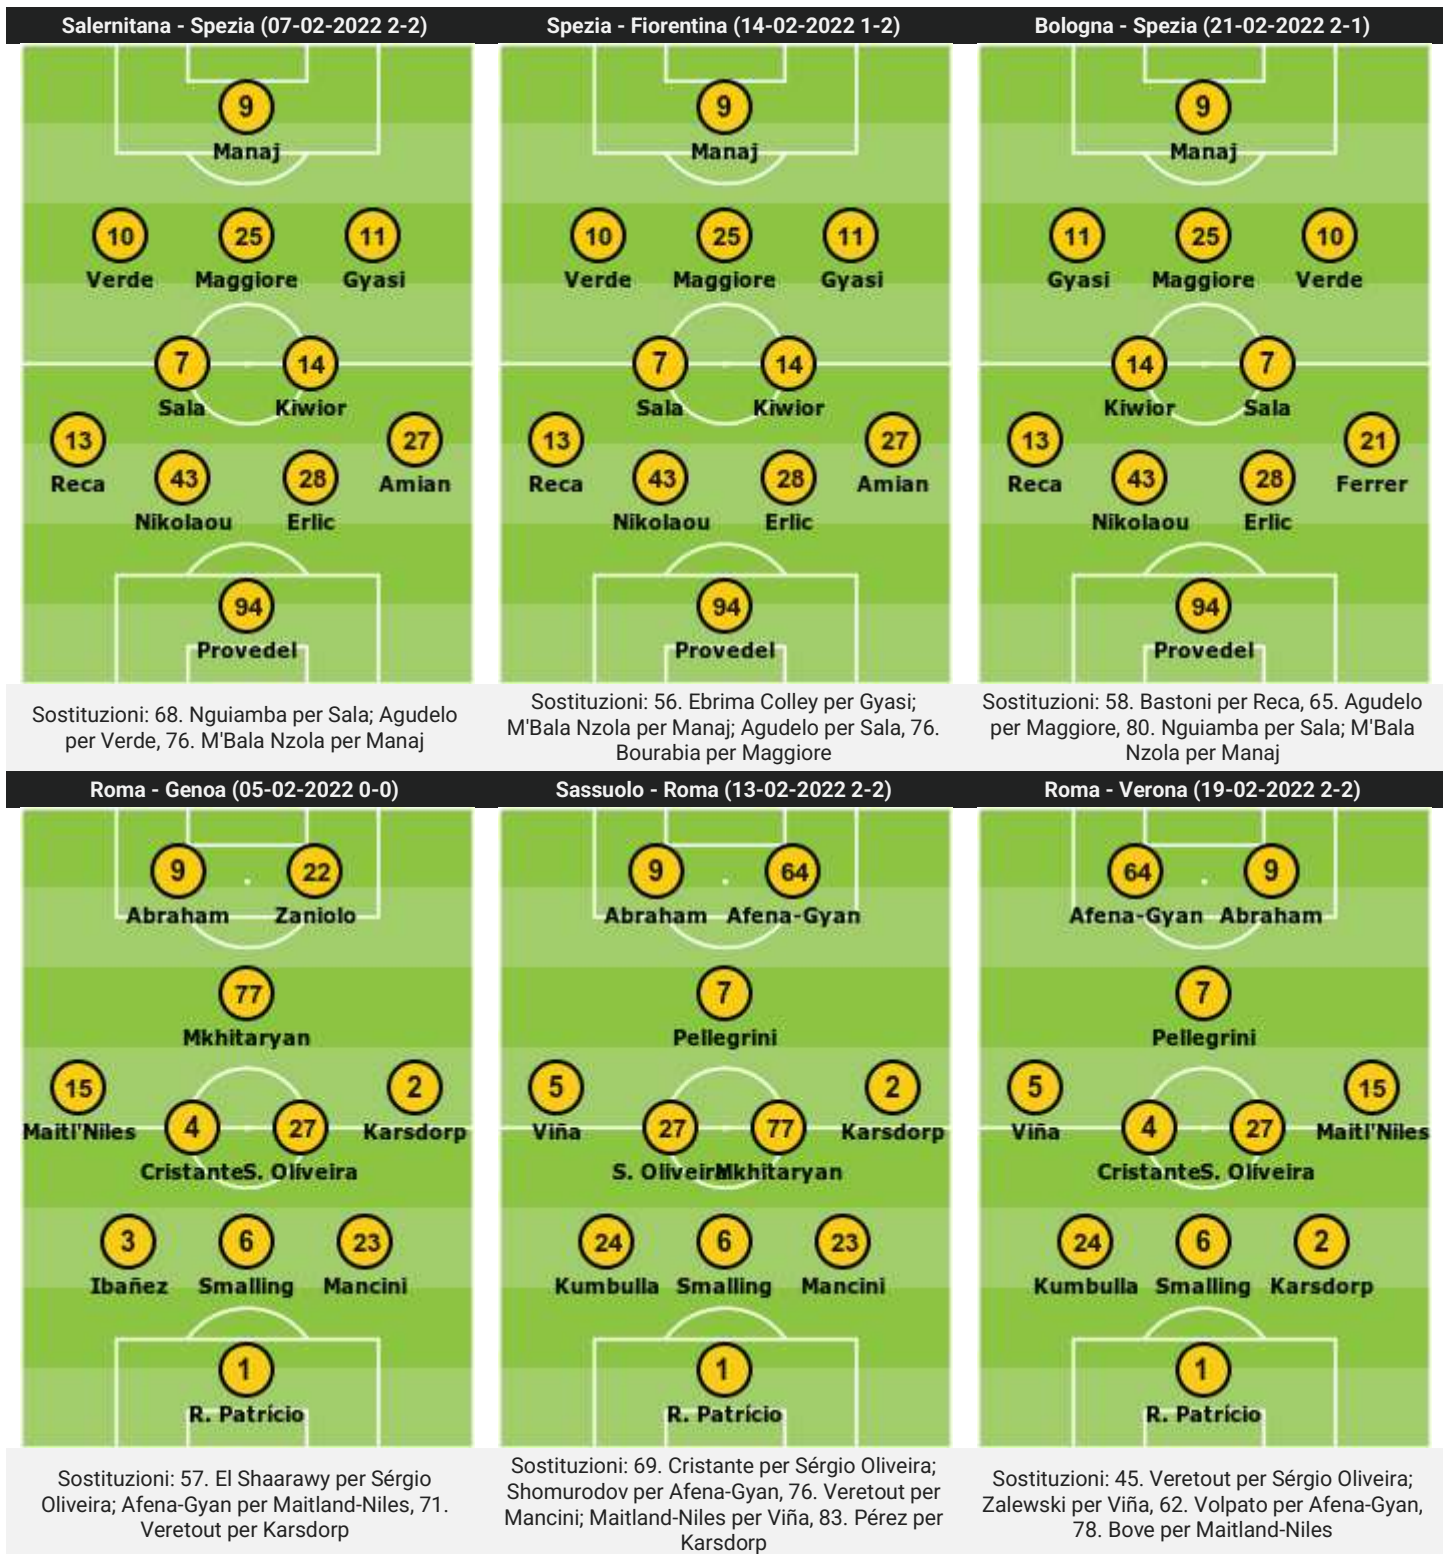 Salernitana - Spezia (07-02-2022 2-2)
9
Manaj
10 25 11
Verde Maggiore Gyasi
7 14
Sala Kiwior
13 27
Reca Amian
43 28
Nikolaou Erlic
94
Provedel
Sostituzioni: 68. Nguiamba per Sala; Agudelo
per Verde, 76. M'Bala Nzola per Manaj
Spezia - Fiorentina (14-02-2022 1-2)
9
Manaj
10 25 11
Verde Maggiore Gyasi
7 14
Sala Kiwior
13 27
Reca Amian
43 28
Nikolaou Erlic
94
Provedel
Sostituzioni: 56. Ebrima Colley per Gyasi;
M'Bala Nzola per Manaj; Agudelo per Sala, 76.
Bourabia per Maggiore
Bologna - Spezia (21-02-2022 2-1)
9
Manaj
11 25 10
Gyasi Maggiore Verde
14 7
Kiwior Sala
13 21
Reca Ferrer
43 28
Nikolaou Erlic
94
Provedel
Sostituzioni: 58. Bastoni per Reca, 65. Agudelo
per Maggiore, 80. Nguiamba per Sala; M'Bala
Nzola per Manaj
Roma - Genoa (05-02-2022 0-0)
9 22
Abraham Zaniolo
77
Mkhitaryan
15 2
Maitl'Niles Karsdorp
4 27
Cristante S. Oliveira
3 6 23
Ibañez Smalling Mancini
1
R. Patrício
Sostituzioni: 57. El Shaarawy per Sérgio
Oliveira; Afena-Gyan per Maitland-Niles, 71.
Veretout per Karsdorp
Sassuolo - Roma (13-02-2022 2-2)
9 64
Abraham Afena-Gyan
7
Pellegrini
5 2
Viña Karsdorp
27 77
S. Oliveira Mkhitaryan
24 6 23
Kumbulla Smalling Mancini
1
R. Patrício
Sostituzioni: 69. Cristante per Sérgio Oliveira;
Shomurodov per Afena-Gyan, 76. Veretout per
Mancini; Maitland-Niles per Viña, 83. Pérez per
Karsdorp
Roma - Verona (19-02-2022 2-2)
64 9
Afena-Gyan Abraham
7
Pellegrini
5 15
Viña Maitl'Niles
4 27
Cristante S. Oliveira
24 6 2
Kumbulla Smalling Karsdorp
1
R. Patrício
Sostituzioni: 45. Veretout per Sérgio Oliveira;
Zalewski per Viña, 62. Volpato per Afena-Gyan,
78. Bove per Maitland-Niles